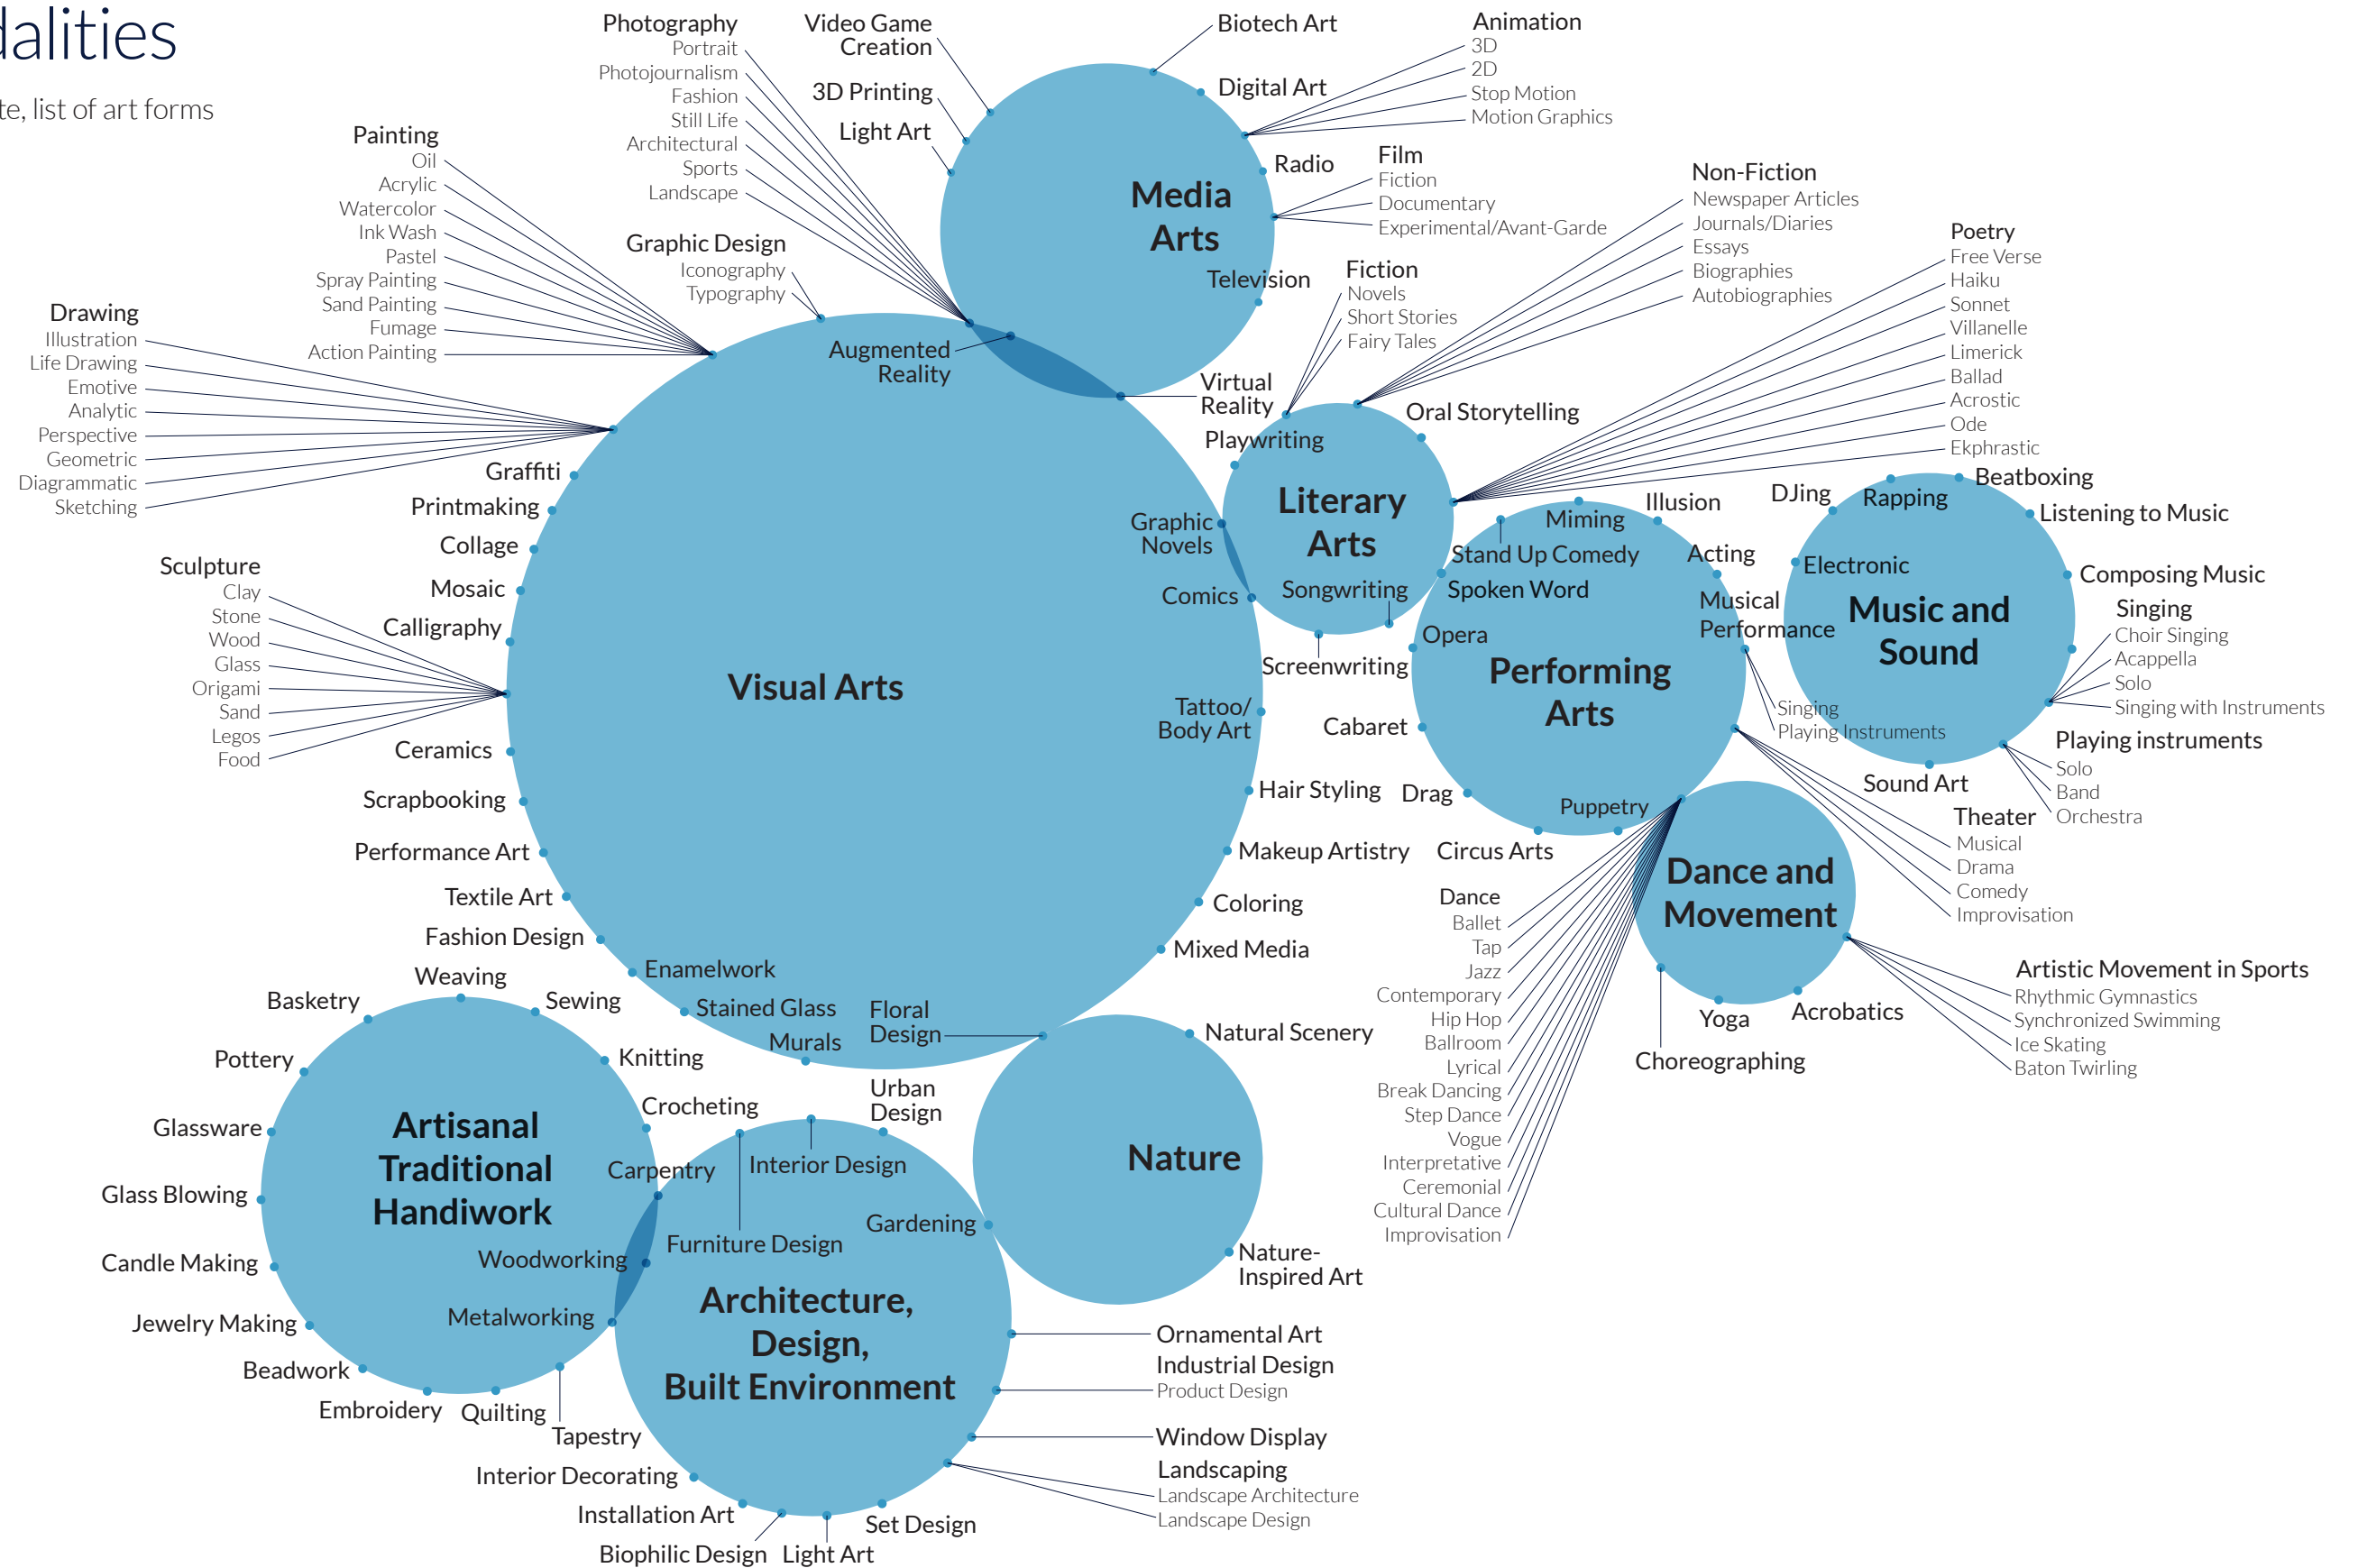 dalities
te, list of art forms
Photography
Portrait
Photojournalism
Fashion
Still Life
Architectural
Sports
Landscape
Video Game
Creation
3D Printing
Light Art
Biotech Art
Digital Art
Animation
3D
2D
Stop Motion
Motion Graphics
Radio
Film
Fiction
Documentary
Experimental/Avant-Garde
Television
Media
Arts
Painting
Oil
Acrylic
Watercolor
Ink Wash
Pastel
Spray Painting
Sand Painting
Fumage
Action Painting
Graphic Design
Iconography
Typography
Augmented
Reality
Virtual
Reality
Drawing
Illustration
Life Drawing
Emotive
Analytic
Perspective
Geometric
Diagrammatic
Sketching
Graffiti
Printmaking
Collage
Mosaic
Calligraphy
Sculpture
Clay
Stone
Wood
Glass
Origami
Sand
Legos
Food
Ceramics
Scrapbooking
Performance Art
Textile Art
Fashion Design
Enamelwork
Stained Glass
Murals
Floral
Design
Visual Arts
Graphic
Novels
Comics
Tattoo/
Body Art
Hair Styling
Makeup Artistry
Coloring
Mixed Media
Fiction
Novels
Short Stories
Fairy Tales
Non-Fiction
Newspaper Articles
Journals/Diaries
Essays
Biographies
Autobiographies
Poetry
Free Verse
Haiku
Sonnet
Villanelle
Limerick
Ballad
Acrostic
Ode
Ekphrastic
Oral Storytelling
Playwriting
Literary
Arts
Songwriting
Screenwriting
Stand Up Comedy
Spoken Word
Miming
Illusion
Acting
Musical
Performance
Singing
Playing Instruments
Opera
Performing
Arts
Cabaret
Drag
Circus Arts
Puppetry
Theater
Musical
Drama
Comedy
Improvisation
DJing
Rapping
Beatboxing
Listening to Music
Electronic
Composing Music
Music and
Sound
Singing
Choir Singing
Acappella
Solo
Singing with Instruments
Playing instruments
Solo
Band
Orchestra
Sound Art
Dance and
Movement
Dance
Ballet
Tap
Jazz
Contemporary
Hip Hop
Ballroom
Lyrical
Break Dancing
Step Dance
Vogue
Interpretative
Ceremonial
Cultural Dance
Improvisation
Choreographing
Yoga
Acrobatics
Artistic Movement in Sports
Rhythmic Gymnastics
Synchronized Swimming
Ice Skating
Baton Twirling
Natural Scenery
Nature
Gardening
Nature-
Inspired Art
Weaving
Basketry
Sewing
Pottery
Knitting
Glassware
Crocheting
Glass Blowing
Carpentry
Candle Making
Woodworking
Jewelry Making
Metalworking
Beadwork
Embroidery
Quilting
Tapestry
Artisanal
Traditional
Handiwork
Urban
Design
Interior Design
Furniture Design
Architecture,
Design,
Built Environment
Ornamental Art
Industrial Design
Product Design
Window Display
Landscaping
Landscape Architecture
Landscape Design
Interior Decorating
Installation Art
Biophilic Design
Light Art
Set Design